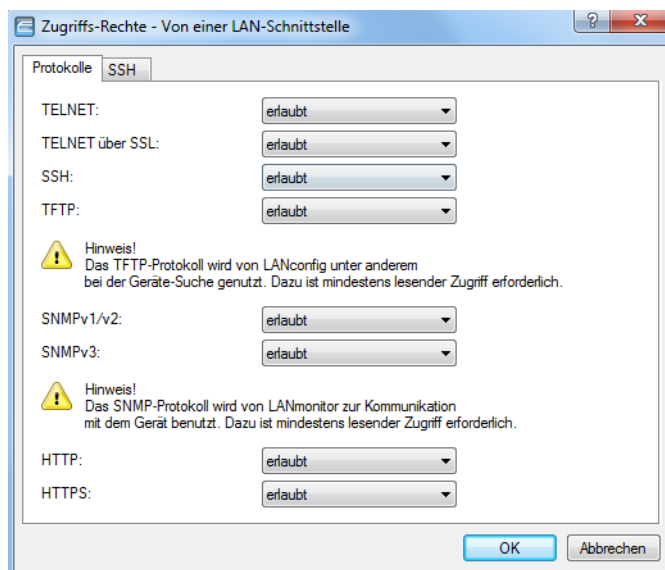 Zugriffs-Rechte - Von einer LAN-Schnittstelle
Protokolle SSH
TELNET: erlaubt
TELNET über SSL: erlaubt
SSH: erlaubt
TFTP: erlaubt
Hinweis!
Das TFTP-Protokoll wird von LANconfig unter anderem
bei der Geräte-Suche genutzt. Dazu ist mindestens lesender Zugriff erforderlich.
SNMPv1/v2: erlaubt
SNMPv3: erlaubt
Hinweis!
Das SNMP-Protokoll wird von LANmonitor zur Kommunikation
mit dem Gerät benutzt. Dazu ist mindestens lesender Zugriff erforderlich.
HTTP: erlaubt
HTTPS: erlaubt
OK Abbrechen